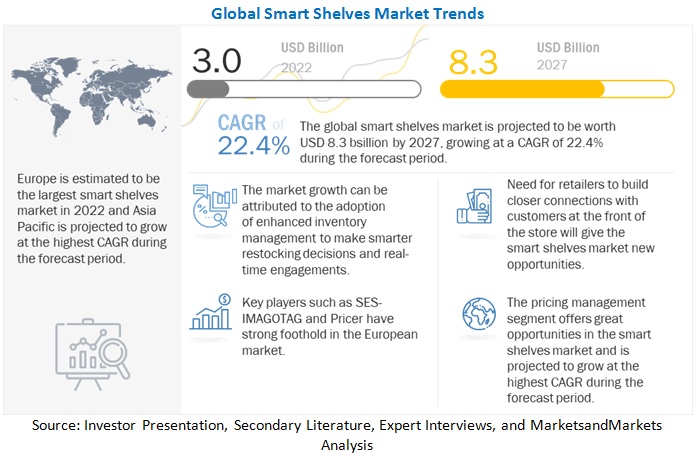 Global Smart Shelves Market Trends
3.0
USD Billion
2022
8.3
USD Billion
2027
CAGR of
22.4%
The global smart shelves market is projected to be worth
USD 8.3 bsillion by 2027, growing at a CAGR of 22.4%
during the forecast period.
Europe is estimated to be
the largest smart shelves
market in 2022 and Asia
Pacific is projected to grow
at the highest CAGR during
the forecast period.
The market growth can be
attributed to the adoption
of enhanced inventory
management to make smarter
restocking decisions and real-
time engagements.
Need for retailers to build
closer connections with
customers at the front of
the store will give the
smart shelves market new
opportunities.
Key players such as SES-
IMAGOTAG and Pricer have
strong foothold in the European
market.
The pricing management
segment offers great
opportunities in the smart
shelves market and is
projected to grow at the
highest CAGR during the
forecast period.
Source: Investor Presentation, Secondary Literature, Expert Interviews, and MarketsandMarkets
Analysis